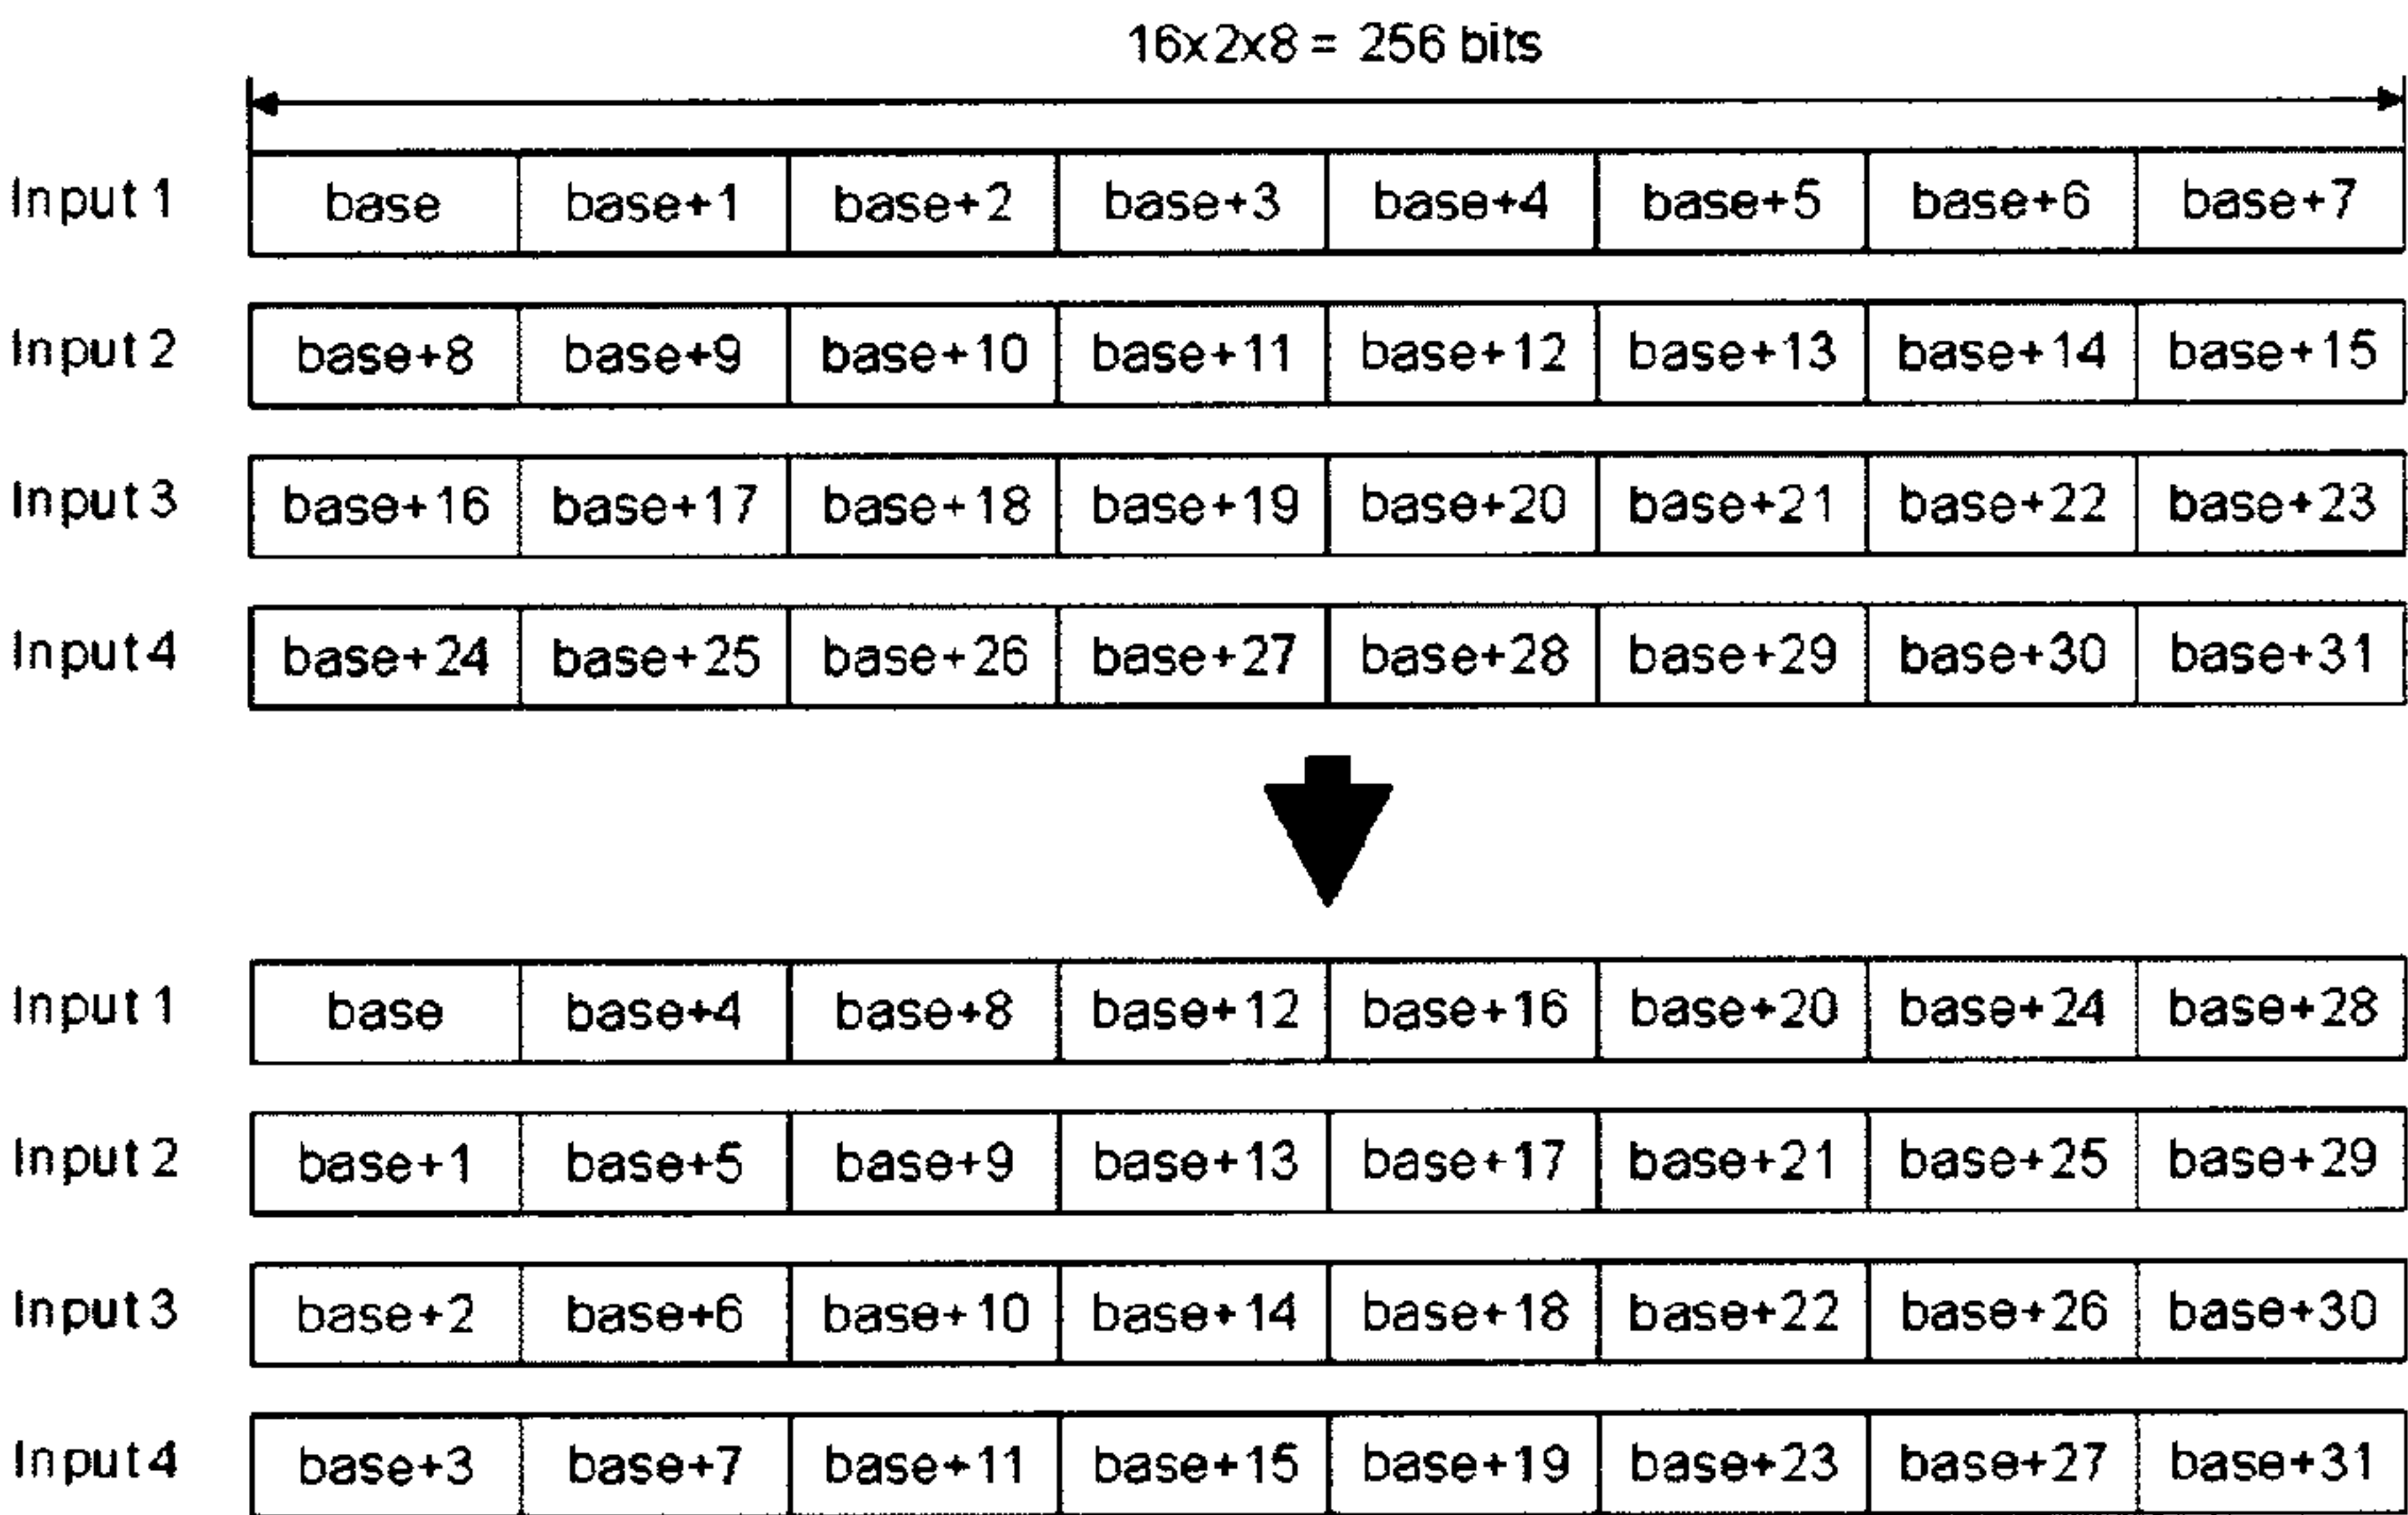 16x2x8 = 256 bits
Input 1 base base+1 base+2 base+3 base+4 base+5 base+6 base+7
Input 2 base+8 base+9 base+10 base+11 base+12 base+13 base+14 base+15
Input 3 base+16 base+17 base+18 base+19 base+20 base+21 base+22 base+23
Input 4 base+24 base+25 base+26 base+27 base+28 base+29 base+30 base+31
Input 1 base base+4 base+8 base+12 base+16 base+20 base+24 base+28
Input 2 base+1 base+5 base+9 base+13 base+17 base+21 base+25 base+29
Input 3 base+2 base+6 base+10 base+14 base+18 base+22 base+26 base+30
Input 4 base+3 base+7 base+11 base+15 base+19 base+23 base+27 base+31